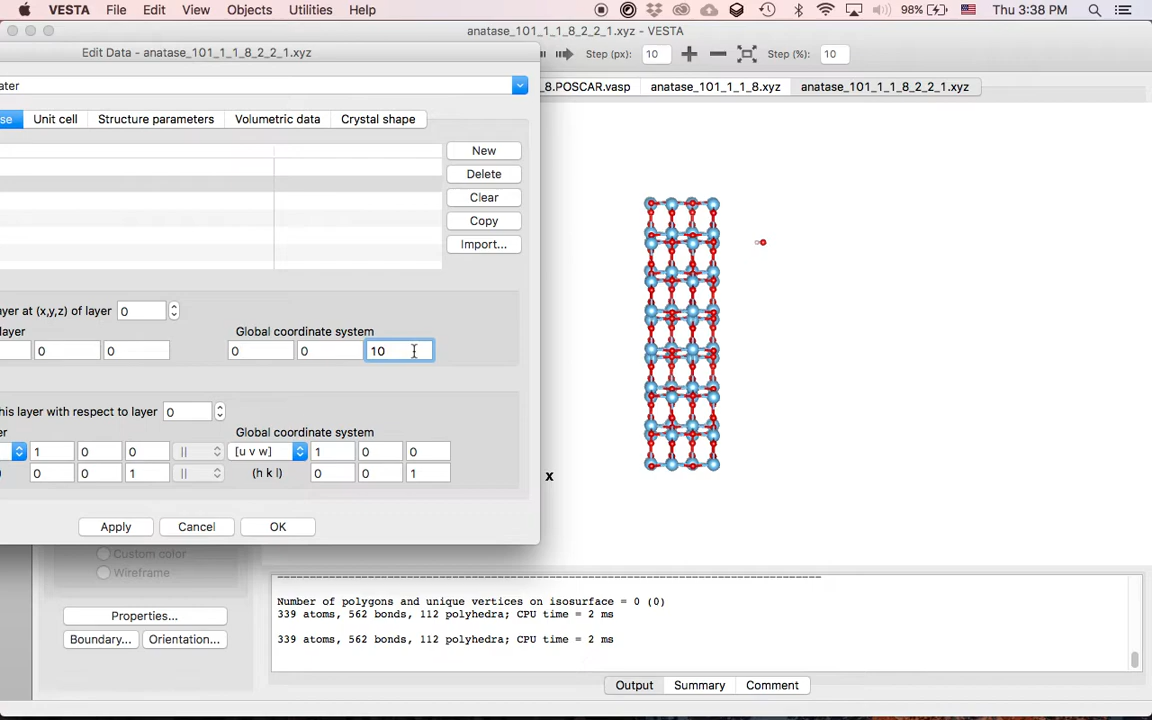 VESTA File Edit View Objects Utilities Help 98% Thu 3:38 PM
anatase_101_1_1_8_2_2_1.xyz - VESTA
Edit Data - anatase_101_1_1_8_2_2_1.xyz
Step (px): 10 Step (%): 10
ater
_8.POSCAR.vasp anatase_101_1_1_8.xyz anatase_101_1_1_8_2_2_1.xyz
se Unit cell Structure parameters Volumetric data Crystal shape
New
Delete
Clear
Copy
Import...
ayer at (x,y,z) of layer 0
layer Global coordinate system
0 0 0 0 10
his layer with respect to layer 0
er Global coordinate system
1 0 0 || [u v w] 1 0 0
) 0 0 1 || (h k l) 0 0 1
x
Apply Cancel OK
Custom color
Wireframe
Properties...
Boundary... Orientation...
Number of polygons and unique vertices on isosurface = 0 (0)
339 atoms, 562 bonds, 112 polyhedra; CPU time = 2 ms
339 atoms, 562 bonds, 112 polyhedra; CPU time = 2 ms
Output Summary Comment